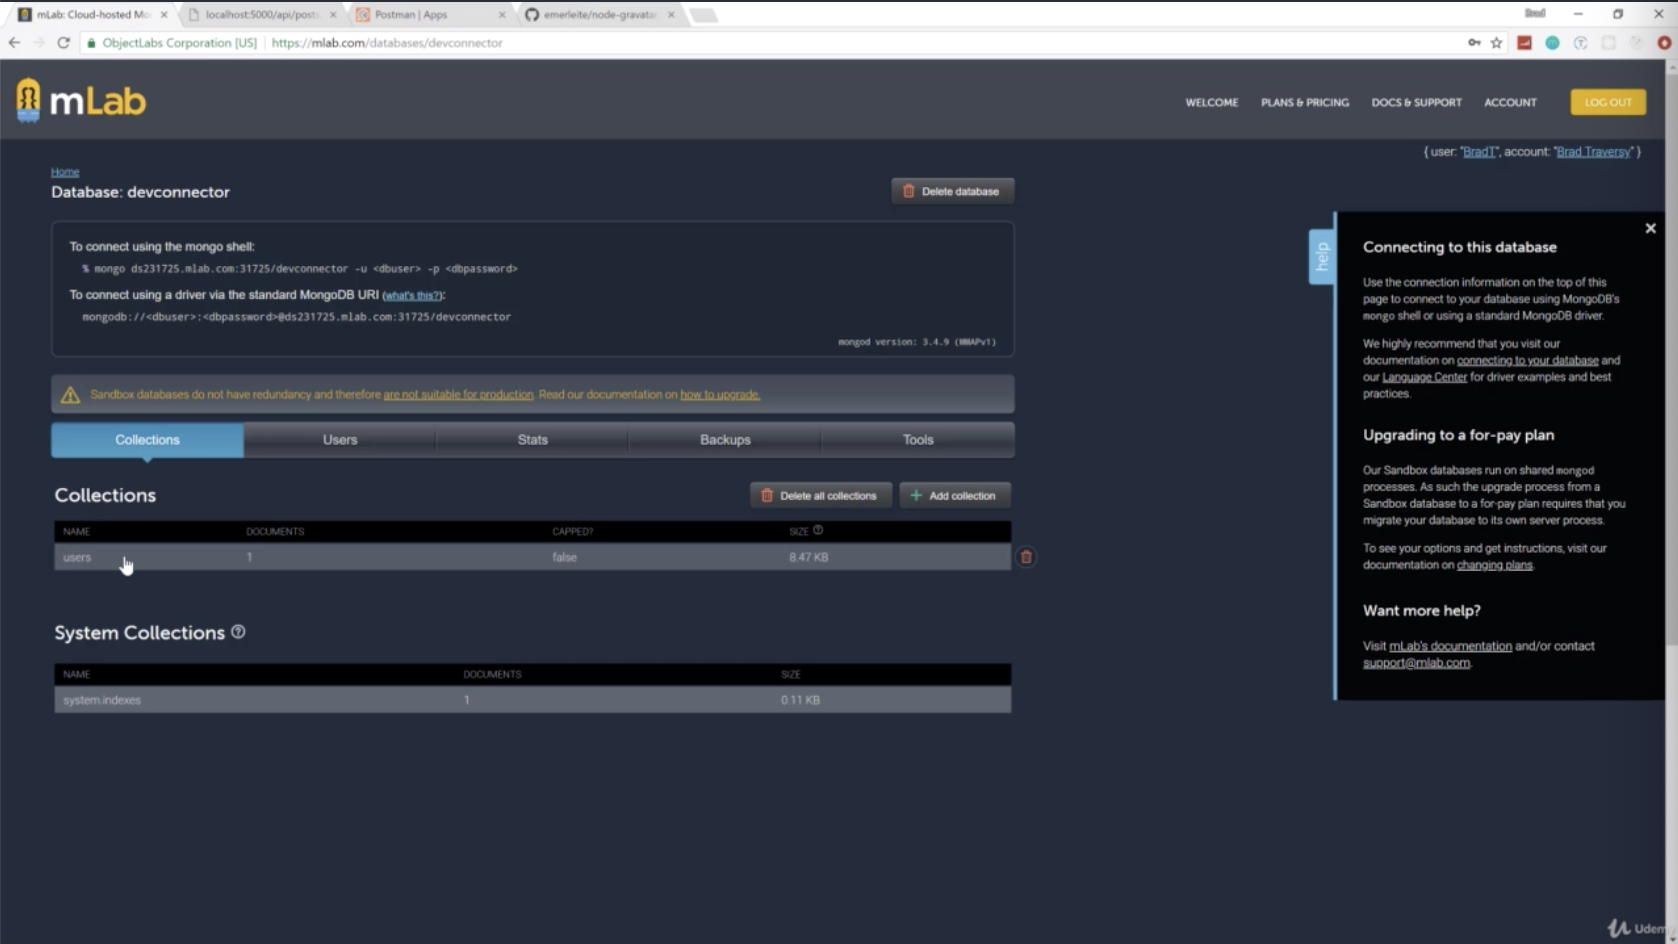 mLab: Cloud-hosted Mo
localhost:5000/api/posts
Postman | Apps
emerleite/node-gravatar
Brad
ObjectLabs Corporation [US]
https://mlab.com/databases/devconnector
mLab
WELCOME
PLANS & PRICING
DOCS & SUPPORT
ACCOUNT
LOG OUT
{ user: "BradT", account: "Brad Traversy" }
Home
Database: devconnector
Delete database
To connect using the mongo shell:
% mongo ds231725.mlab.com:31725/devconnector -u <dbuser> -p <dbpassword>
To connect using a driver via the standard MongoDB URI (what's this?):
mongodb://<dbuser>:<dbpassword>@ds231725.mlab.com:31725/devconnector
mongod version: 3.4.9 (MMAPv1)
Sandbox databases do not have redundancy and therefore are not suitable for production. Read our documentation on how to upgrade.
Collections
Users
Stats
Backups
Tools
Collections
Delete all collections
Add collection
NAME DOCUMENTS CAPPED? SIZE
users 1 false 8.47 KB
System Collections
NAME DOCUMENTS SIZE
system.indexes 1 0.11 KB
help
Connecting to this database
Use the connection information on the top of this
page to connect to your database using MongoDB's
mongo shell or using a standard MongoDB driver.
We highly recommend that you visit our
documentation on connecting to your database and
our Language Center for driver examples and best
practices.
Upgrading to a for-pay plan
Our Sandbox databases run on shared mongod
processes. As such the upgrade process from a
Sandbox database to a for-pay plan requires that you
migrate your database to its own server process.
To see your options and get instructions, visit our
documentation on changing plans.
Want more help?
Visit mLab's documentation and/or contact
support@mlab.com.
Udem